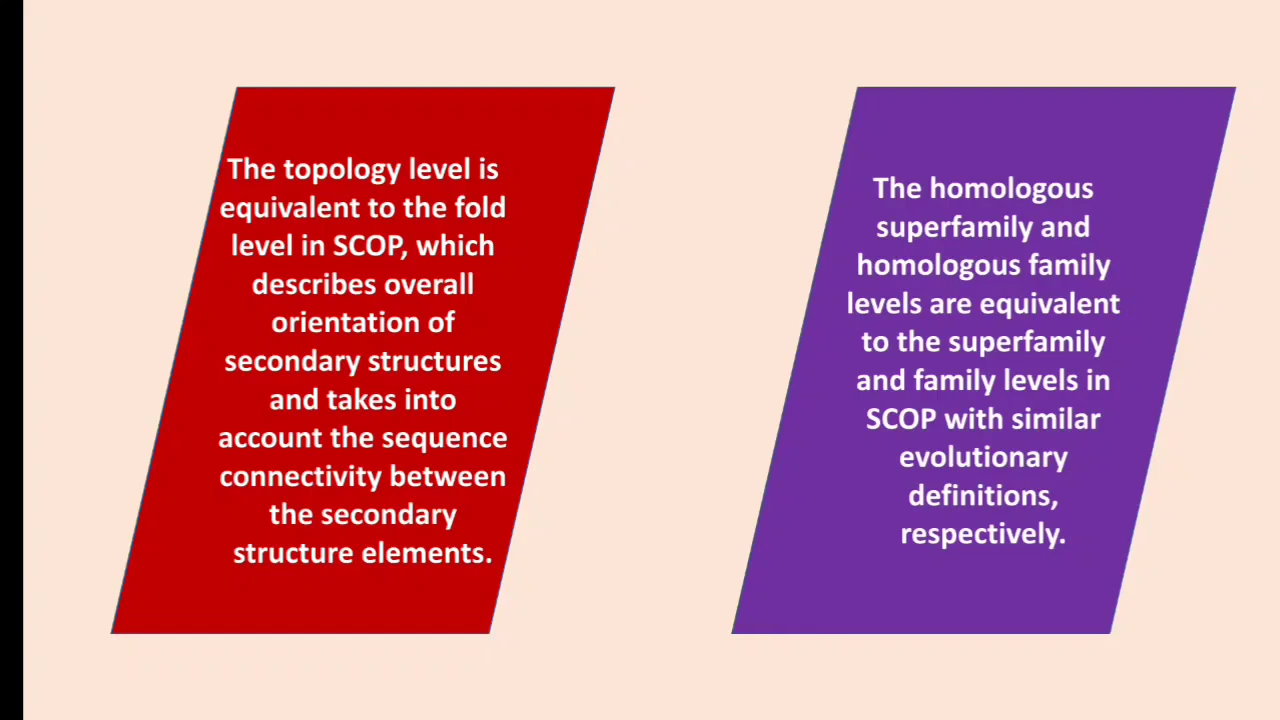 The topology level is
equivalent to the fold
level in SCOP, which
describes overall
orientation of
secondary structures
and takes into
account the sequence
connectivity between
the secondary
structure elements.
The homologous
superfamily and
homologous family
levels are equivalent
to the superfamily
and family levels in
SCOP with similar
evolutionary
definitions,
respectively.